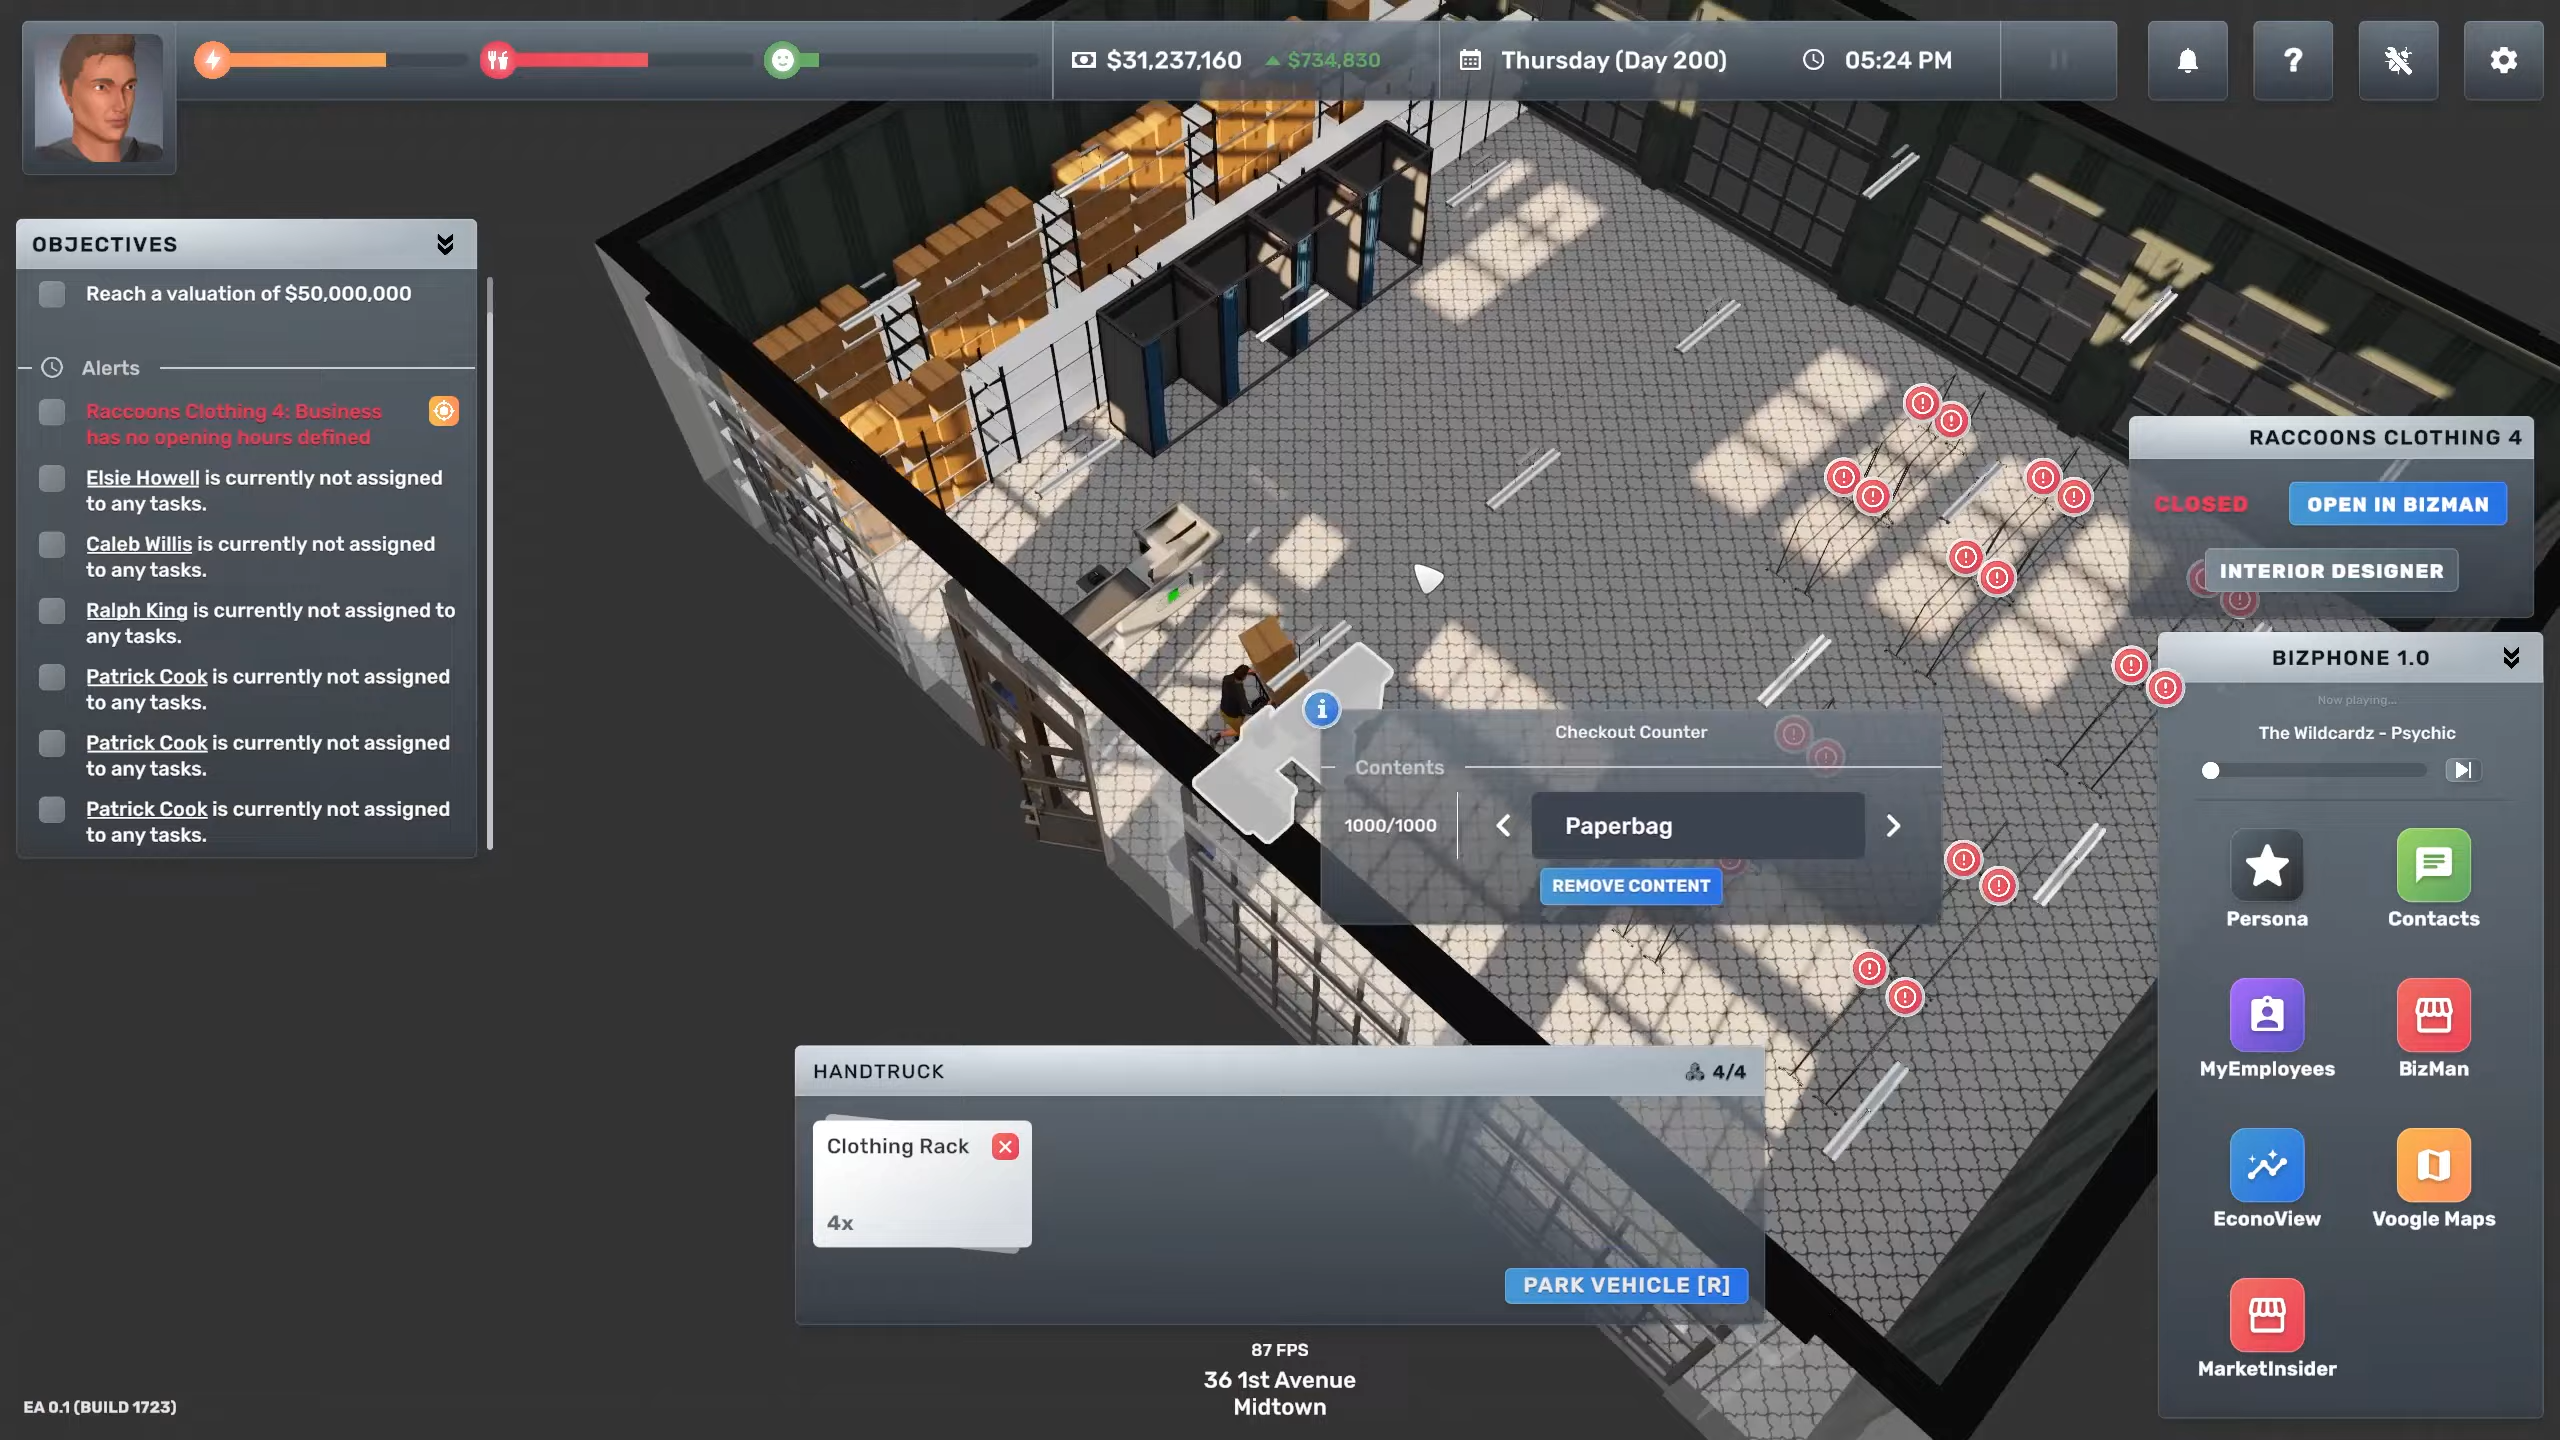 $31,237,160
$734,830
Thursday (Day 200)
05:24 PM
?
OBJECTIVES
Reach a valuation of $50,000,000
Alerts
Raccoons Clothing 4: Business
has no opening hours defined
Elsie Howell is currently not assigned
to any tasks.
Caleb Willis is currently not assigned
to any tasks.
Ralph King is currently not assigned to
any tasks.
Patrick Cook is currently not assigned
to any tasks.
Patrick Cook is currently not assigned
to any tasks.
Patrick Cook is currently not assigned
to any tasks.
RACCOONS CLOTHING 4
CLOSED
OPEN IN BIZMAN
INTERIOR DESIGNER
BIZPHONE 1.0
Now playing...
The Wildcardz - Psychic
Persona
Contacts
MyEmployees
BizMan
EconoView
Voogle Maps
MarketInsider
Checkout Counter
Contents
1000/1000
Paperbag
REMOVE CONTENT
HANDTRUCK
4/4
Clothing Rack
4x
PARK VEHICLE [R]
87 FPS
36 1st Avenue
Midtown
EA 0.1 (BUILD 1723)